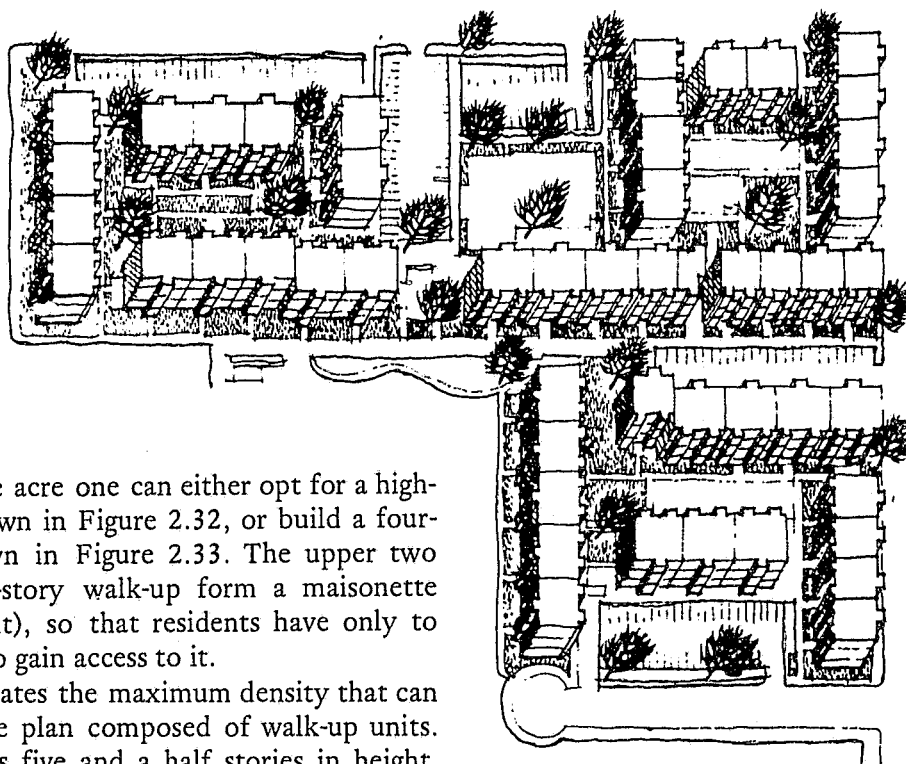 e acre one can either opt for a high-
wn in Figure 2.32, or build a four-
vn in Figure 2.33. The upper two
-story walk-up form a maisonette
t), so that residents have only to
o gain access to it.
ates the maximum density that can
e plan composed of walk-up units.
s five and a half stories in height,